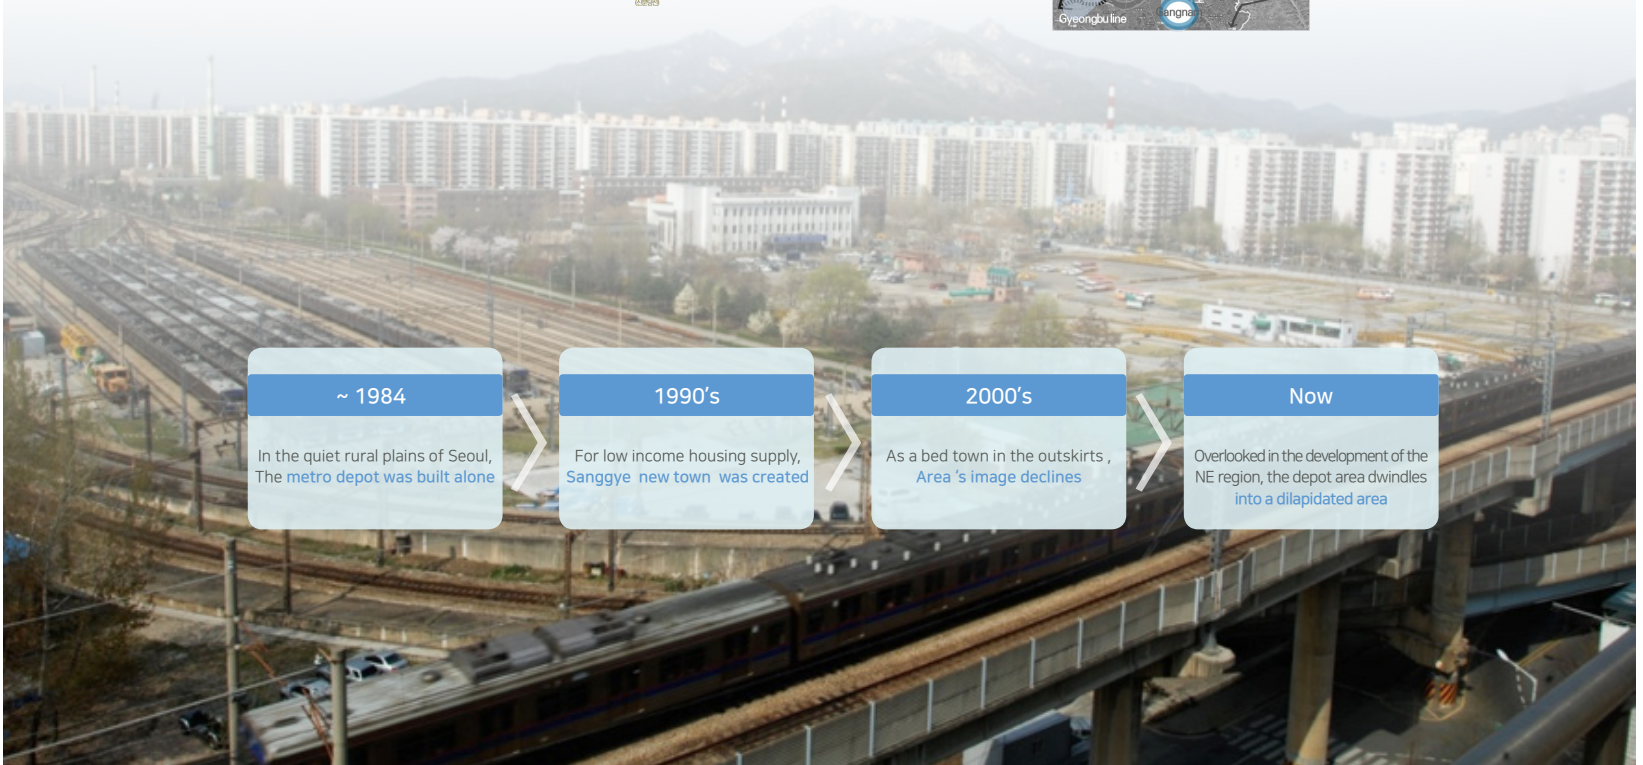 Gyeongbu line
~ 1984
In the quiet rural plains of Seoul,
The metro depot was built alone
1990's
For low income housing supply,
Sanggye new town was created
2000's
As a bed town in the outskirts ,
Area 's image declines
Now
Overlooked in the development of the
NE region, the depot area dwindles
into a dilapidated area